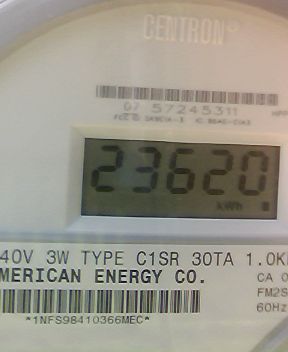 CENTRON®
07 57245311
23620
kWh
40V 3W TYPE C1SR 30TA 1.0K
MERICAN ENERGY CO.
CA 0
FM2S
60Hz
*1NFS98410366MEC*